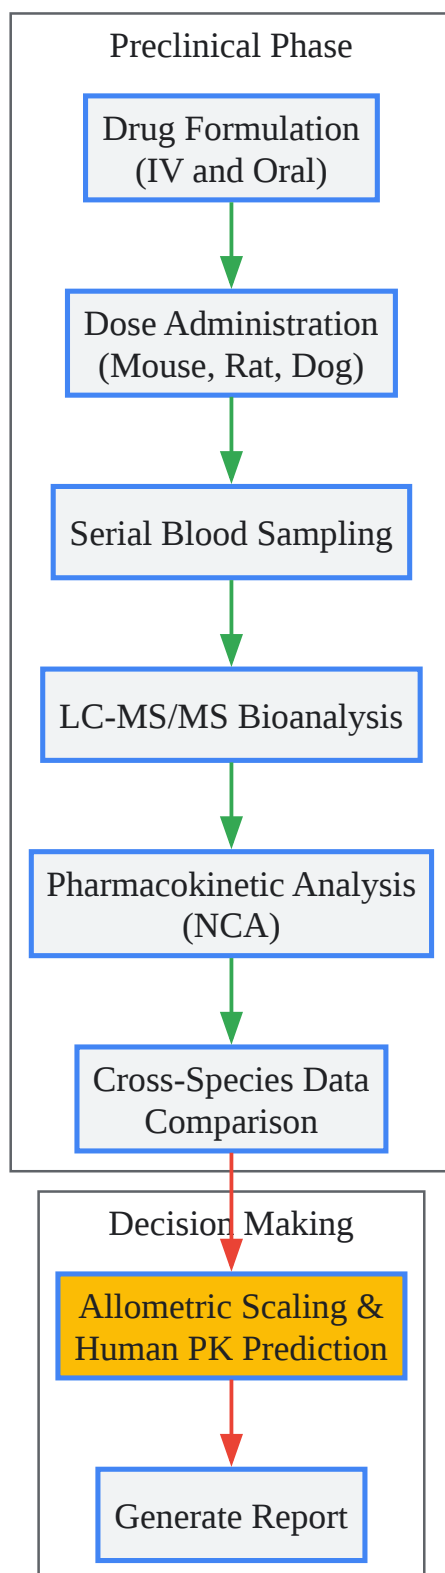 Preclinical Phase
Drug Formulation
(IV and Oral)
Dose Administration
(Mouse, Rat, Dog)
Serial Blood Sampling
LC-MS/MS Bioanalysis
Pharmacokinetic Analysis
(NCA)
Cross-Species Data
Comparison
Decision Making
Allometric Scaling &
Human PK Prediction
Generate Report